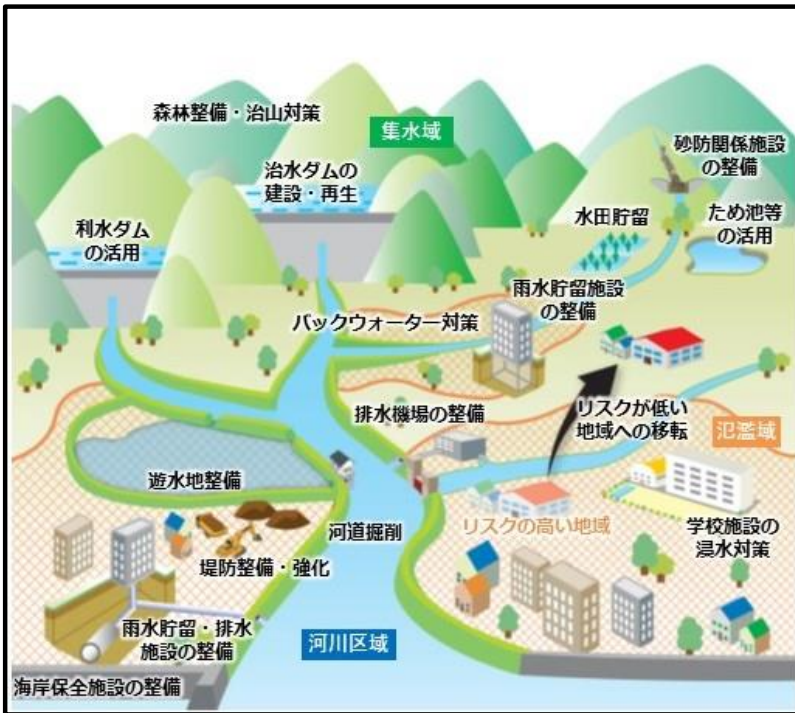 森林整備・治山対策
集水域
砂防関係施設
の整備
治水ダムの
建設・再生
水田貯留
ため池等
の活用
利水ダム
の活用
雨水貯留施設
の整備
バックウォーター対策
排水機場の整備
リスクが低い
地域への移転
氾濫域
遊水地整備
リスクの高い地域
学校施設の
浸水対策
河道掘削
堤防整備・強化
雨水貯留・排水
施設の整備
河川区域
海岸保全施設の整備